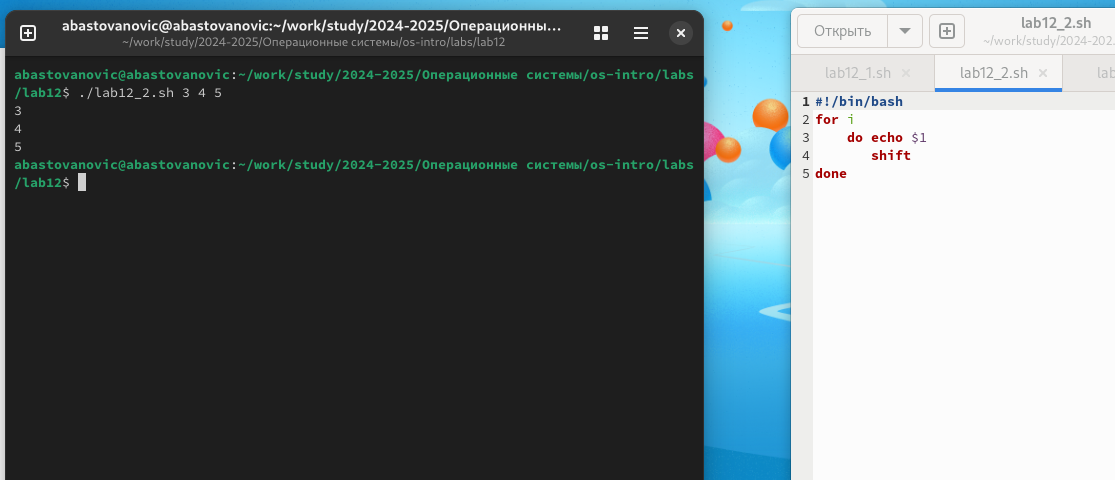 abastovanovic@abastovanovic:~/work/study/2024-2025/Операционны…
~/work/study/2024-2025/Операционные системы/os-intro/labs/lab12
abastovanovic@abastovanovic:~/work/study/2024-2025/Операционные системы/os-intro/labs
/lab12$ ./lab12_2.sh 3 4 5
3
4
5
abastovanovic@abastovanovic:~/work/study/2024-2025/Операционные системы/os-intro/labs
/lab12$
Открыть
lab12_2.sh
~/work/study/2024-202
lab12_1.sh
lab12_2.sh
lab
1 #!/bin/bash
2 for i
3 do echo $1
4 shift
5 done